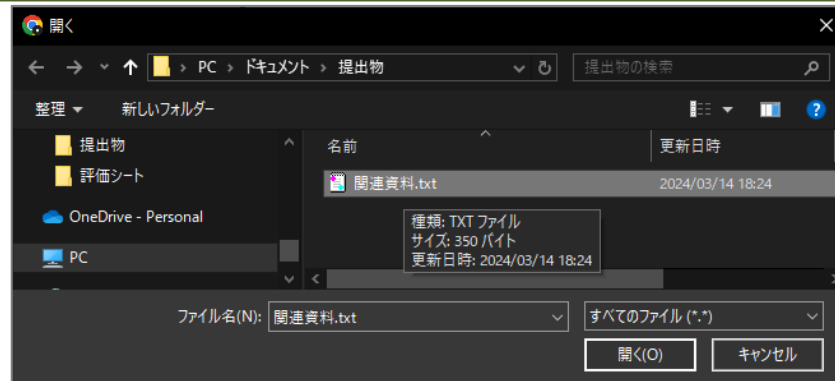 開く
PC › ドキュメント › 提出物
提出物の検索
整理
新しいフォルダー
提出物
評価シート
OneDrive - Personal
PC
名前
更新日時
関連資料.txt
2024/03/14 18:24
種類: TXT ファイル
サイズ: 350 バイト
更新日時: 2024/03/14 18:24
ファイル名(N):
関連資料.txt
すべてのファイル (*.*)
開く(O)
キャンセル